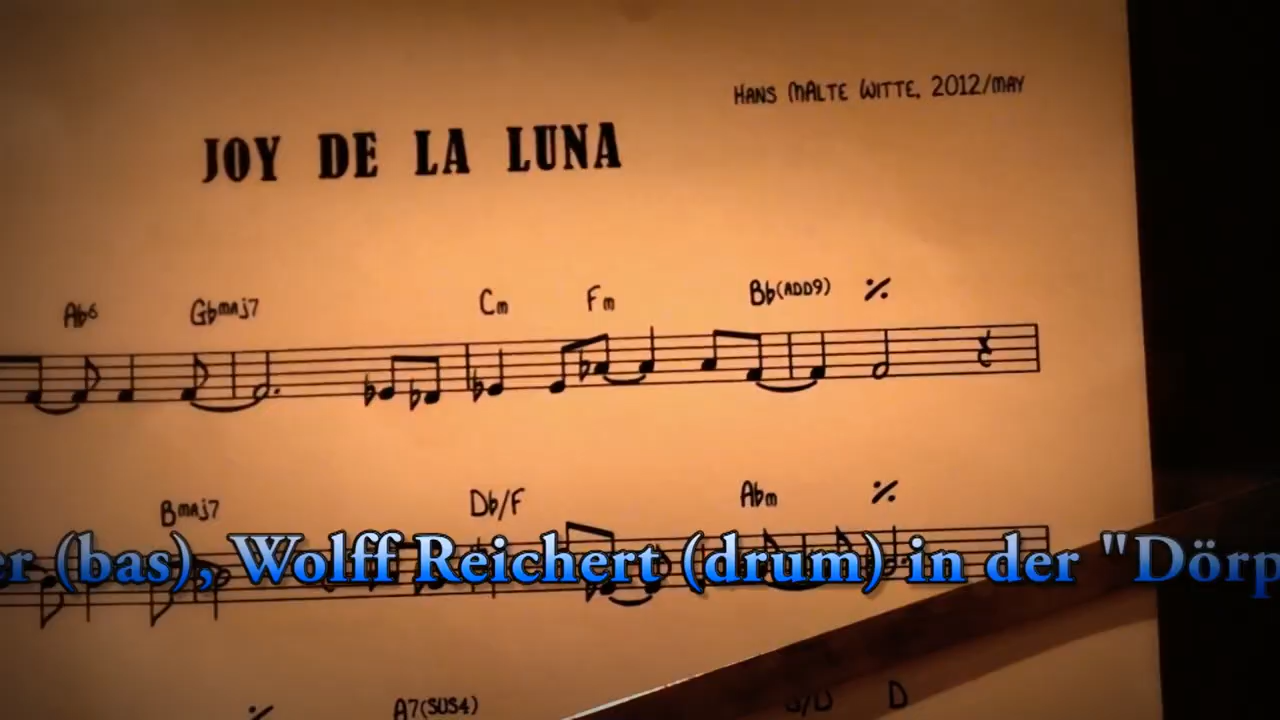 HANS MALTE WITTE, 2012/MAY
JOY DE LA LUNA
Ab6 Gbmaj7 Cm Fm Bb(ADD9) %
Bmaj7 Db/F Abm %
er (bas), Wolff Reichert (drum) in der "Dörp
% A7(SUS4) D